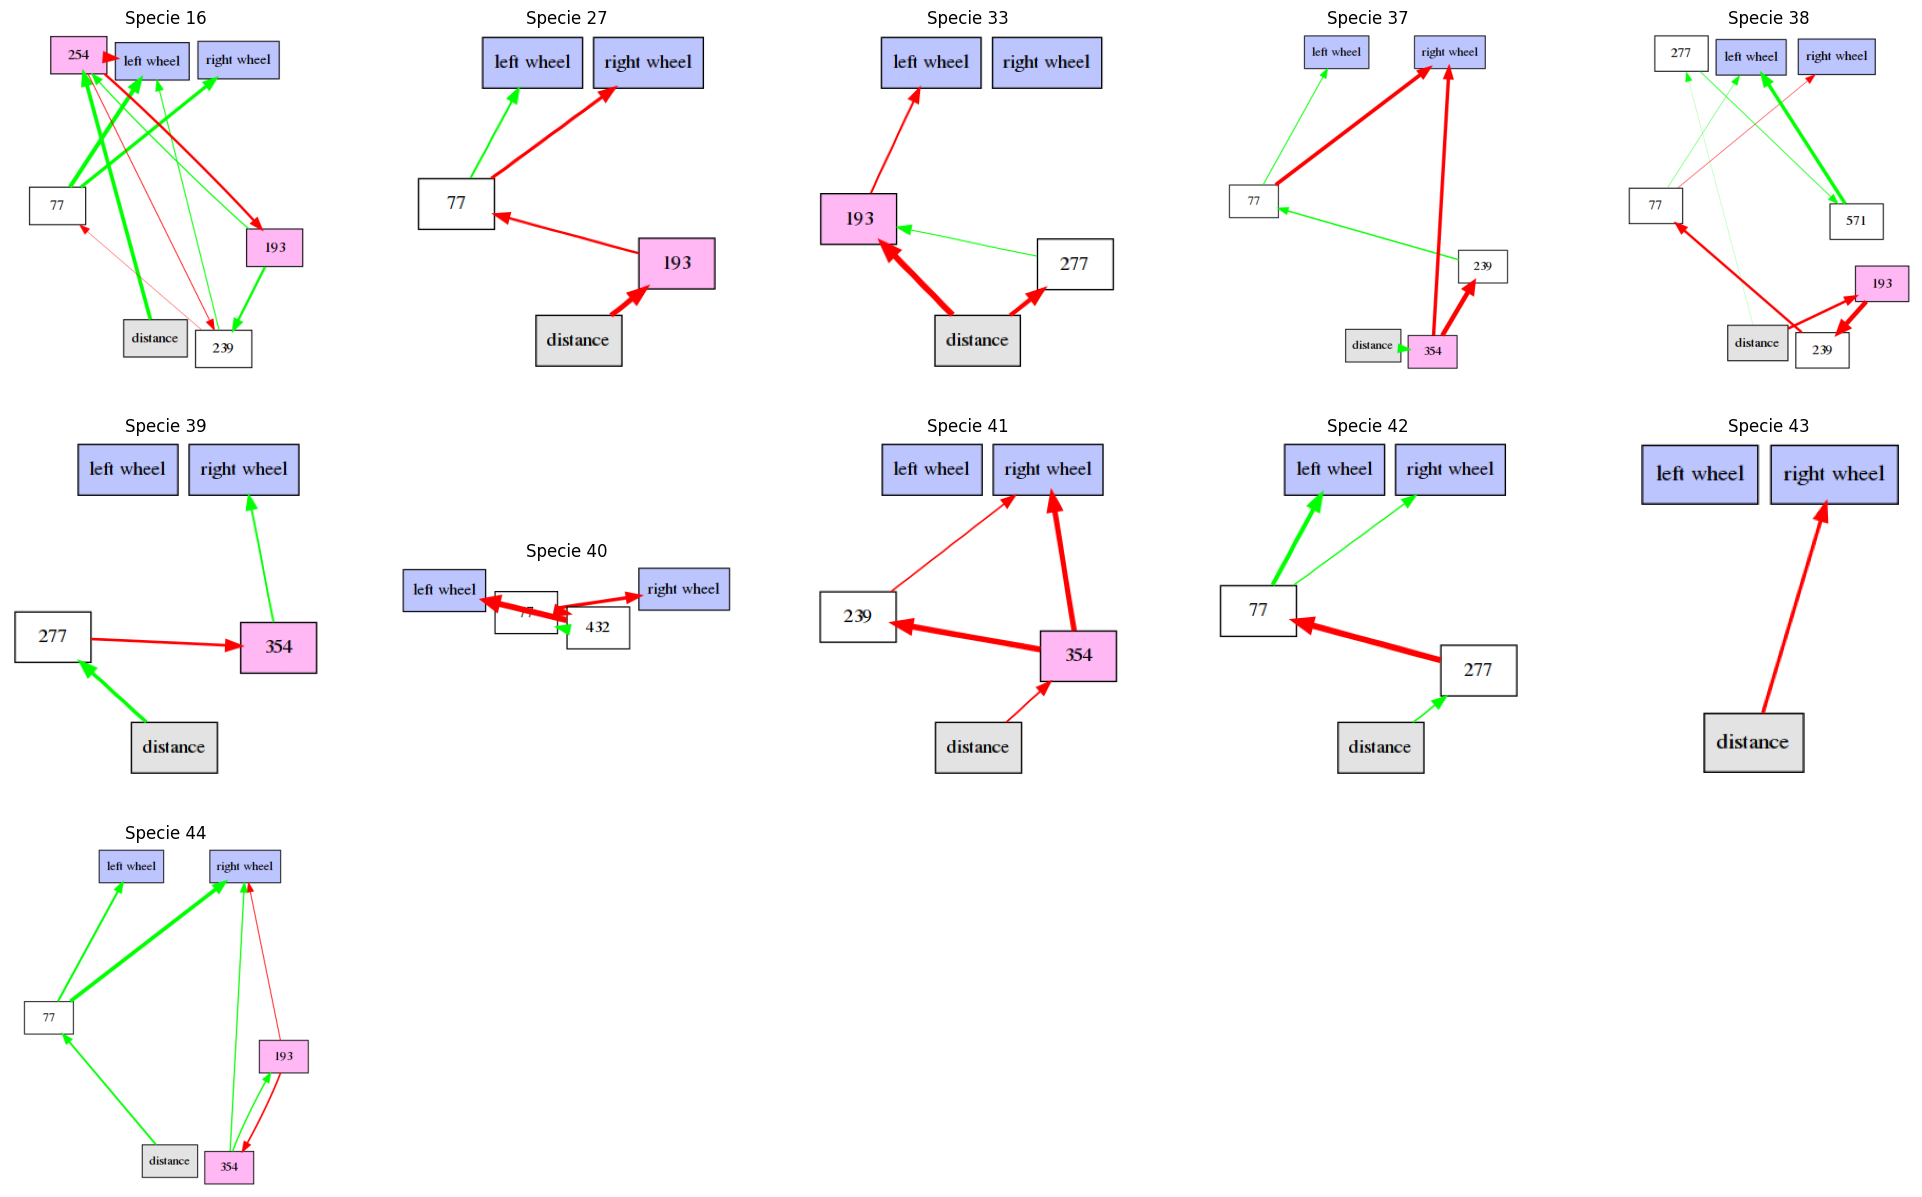 Specie 16
254
left wheel
right wheel
77
193
distance
239
Specie 27
left wheel
right wheel
77
193
distance
Specie 33
left wheel
right wheel
193
277
distance
Specie 37
left wheel
right wheel
77
239
distance
354
Specie 38
277
left wheel
right wheel
77
571
193
distance
239
Specie 39
left wheel
right wheel
277
354
distance
Specie 40
left wheel
77
right wheel
432
Specie 41
left wheel
right wheel
239
354
distance
Specie 42
left wheel
right wheel
77
277
distance
Specie 43
left wheel
right wheel
distance
Specie 44
left wheel
right wheel
77
193
distance
354